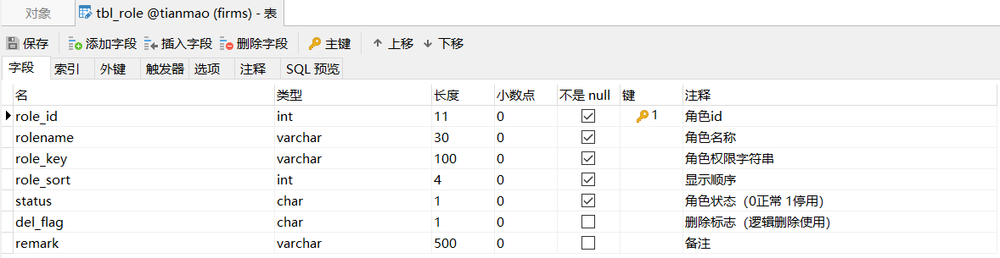 对象 tbl_role @tianmao (firms) - 表
保存 添加字段 插入字段 删除字段 主键 上移 下移
字段 索引 外键 触发器 选项 注释 SQL 预览
名 类型 长度 小数点 不是 null 键 注释
role_id int 11 0 1 角色id
rolename varchar 30 0 角色名称
role_key varchar 100 0 角色权限字符串
role_sort int 4 0 显示顺序
status char 1 0 角色状态（0正常 1停用）
del_flag char 1 0 删除标志（逻辑删除使用）
remark varchar 500 0 备注